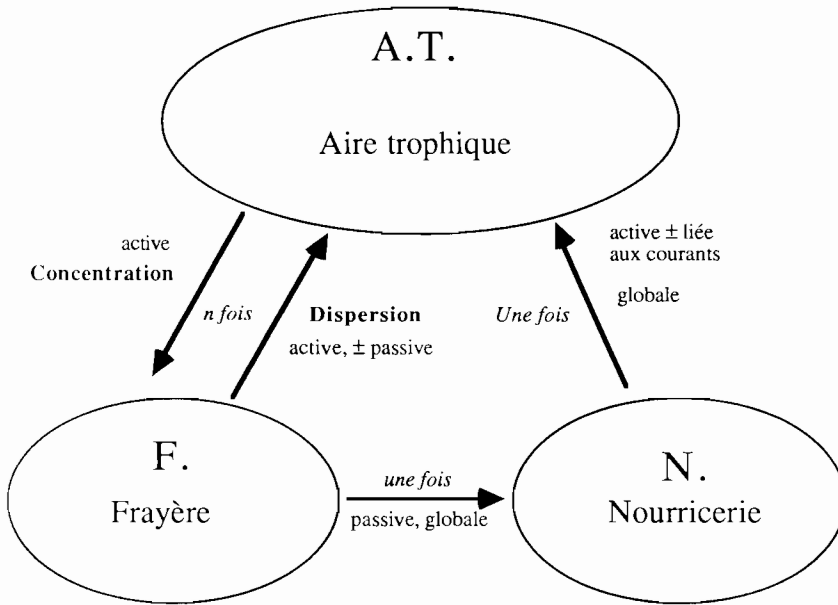 A.T.
Aire trophique
active
Concentration
n fois
Dispersion
active, ± passive
Une fois
active ± liée
aux courants
globale
F.
Frayère
une fois
passive, globale
N.
Nourricerie